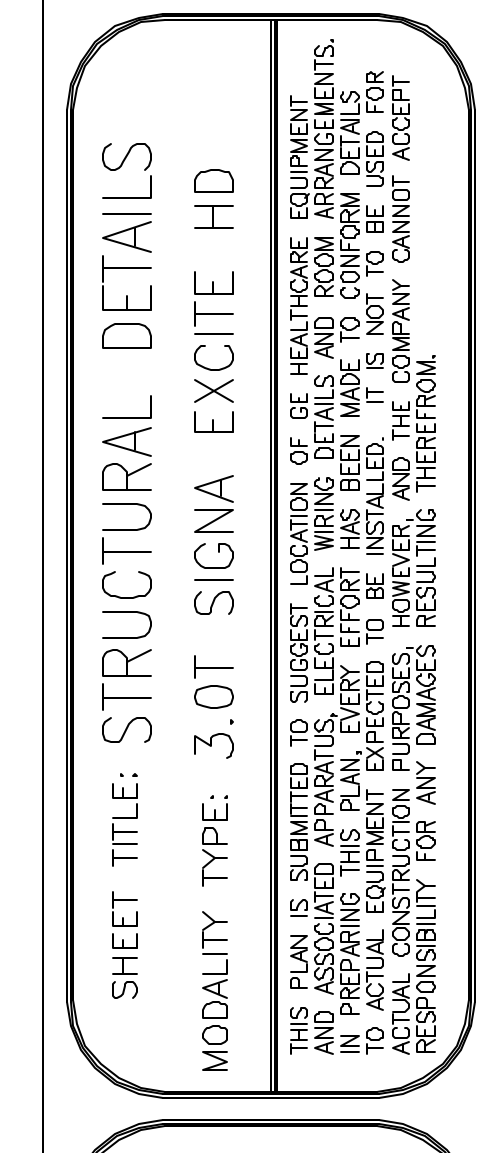 SHEET TITLE: STRUCTURAL DETAILS
MODALITY TYPE: 3.0T SIGNA EXCITE HD
THIS PLAN IS SUBMITTED TO SUGGEST LOCATION OF GE HEALTHCARE EQUIPMENT
AND ASSOCIATED APPARATUS, ELECTRICAL WIRING DETAILS AND ROOM ARRANGEMENTS.
IN PREPARING THIS PLAN, EVERY EFFORT HAS BEEN MADE TO CONFORM DETAILS
TO ACTUAL EQUIPMENT EXPECTED TO BE INSTALLED. IT IS NOT TO BE USED FOR
ACTUAL CONSTRUCTION PURPOSES, HOWEVER, AND THE COMPANY CANNOT ACCEPT
RESPONSIBILITY FOR ANY DAMAGES RESULTING THEREFROM.